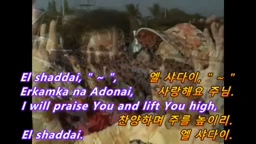 El shaddai, " ~ ", 엘 샤다이, " ~ "
Erkamka na Adonai, 사랑해요 주님.
I will praise You and lift You high,
찬양하며 주를 높이리.
El shaddai. 엘 샤다이.